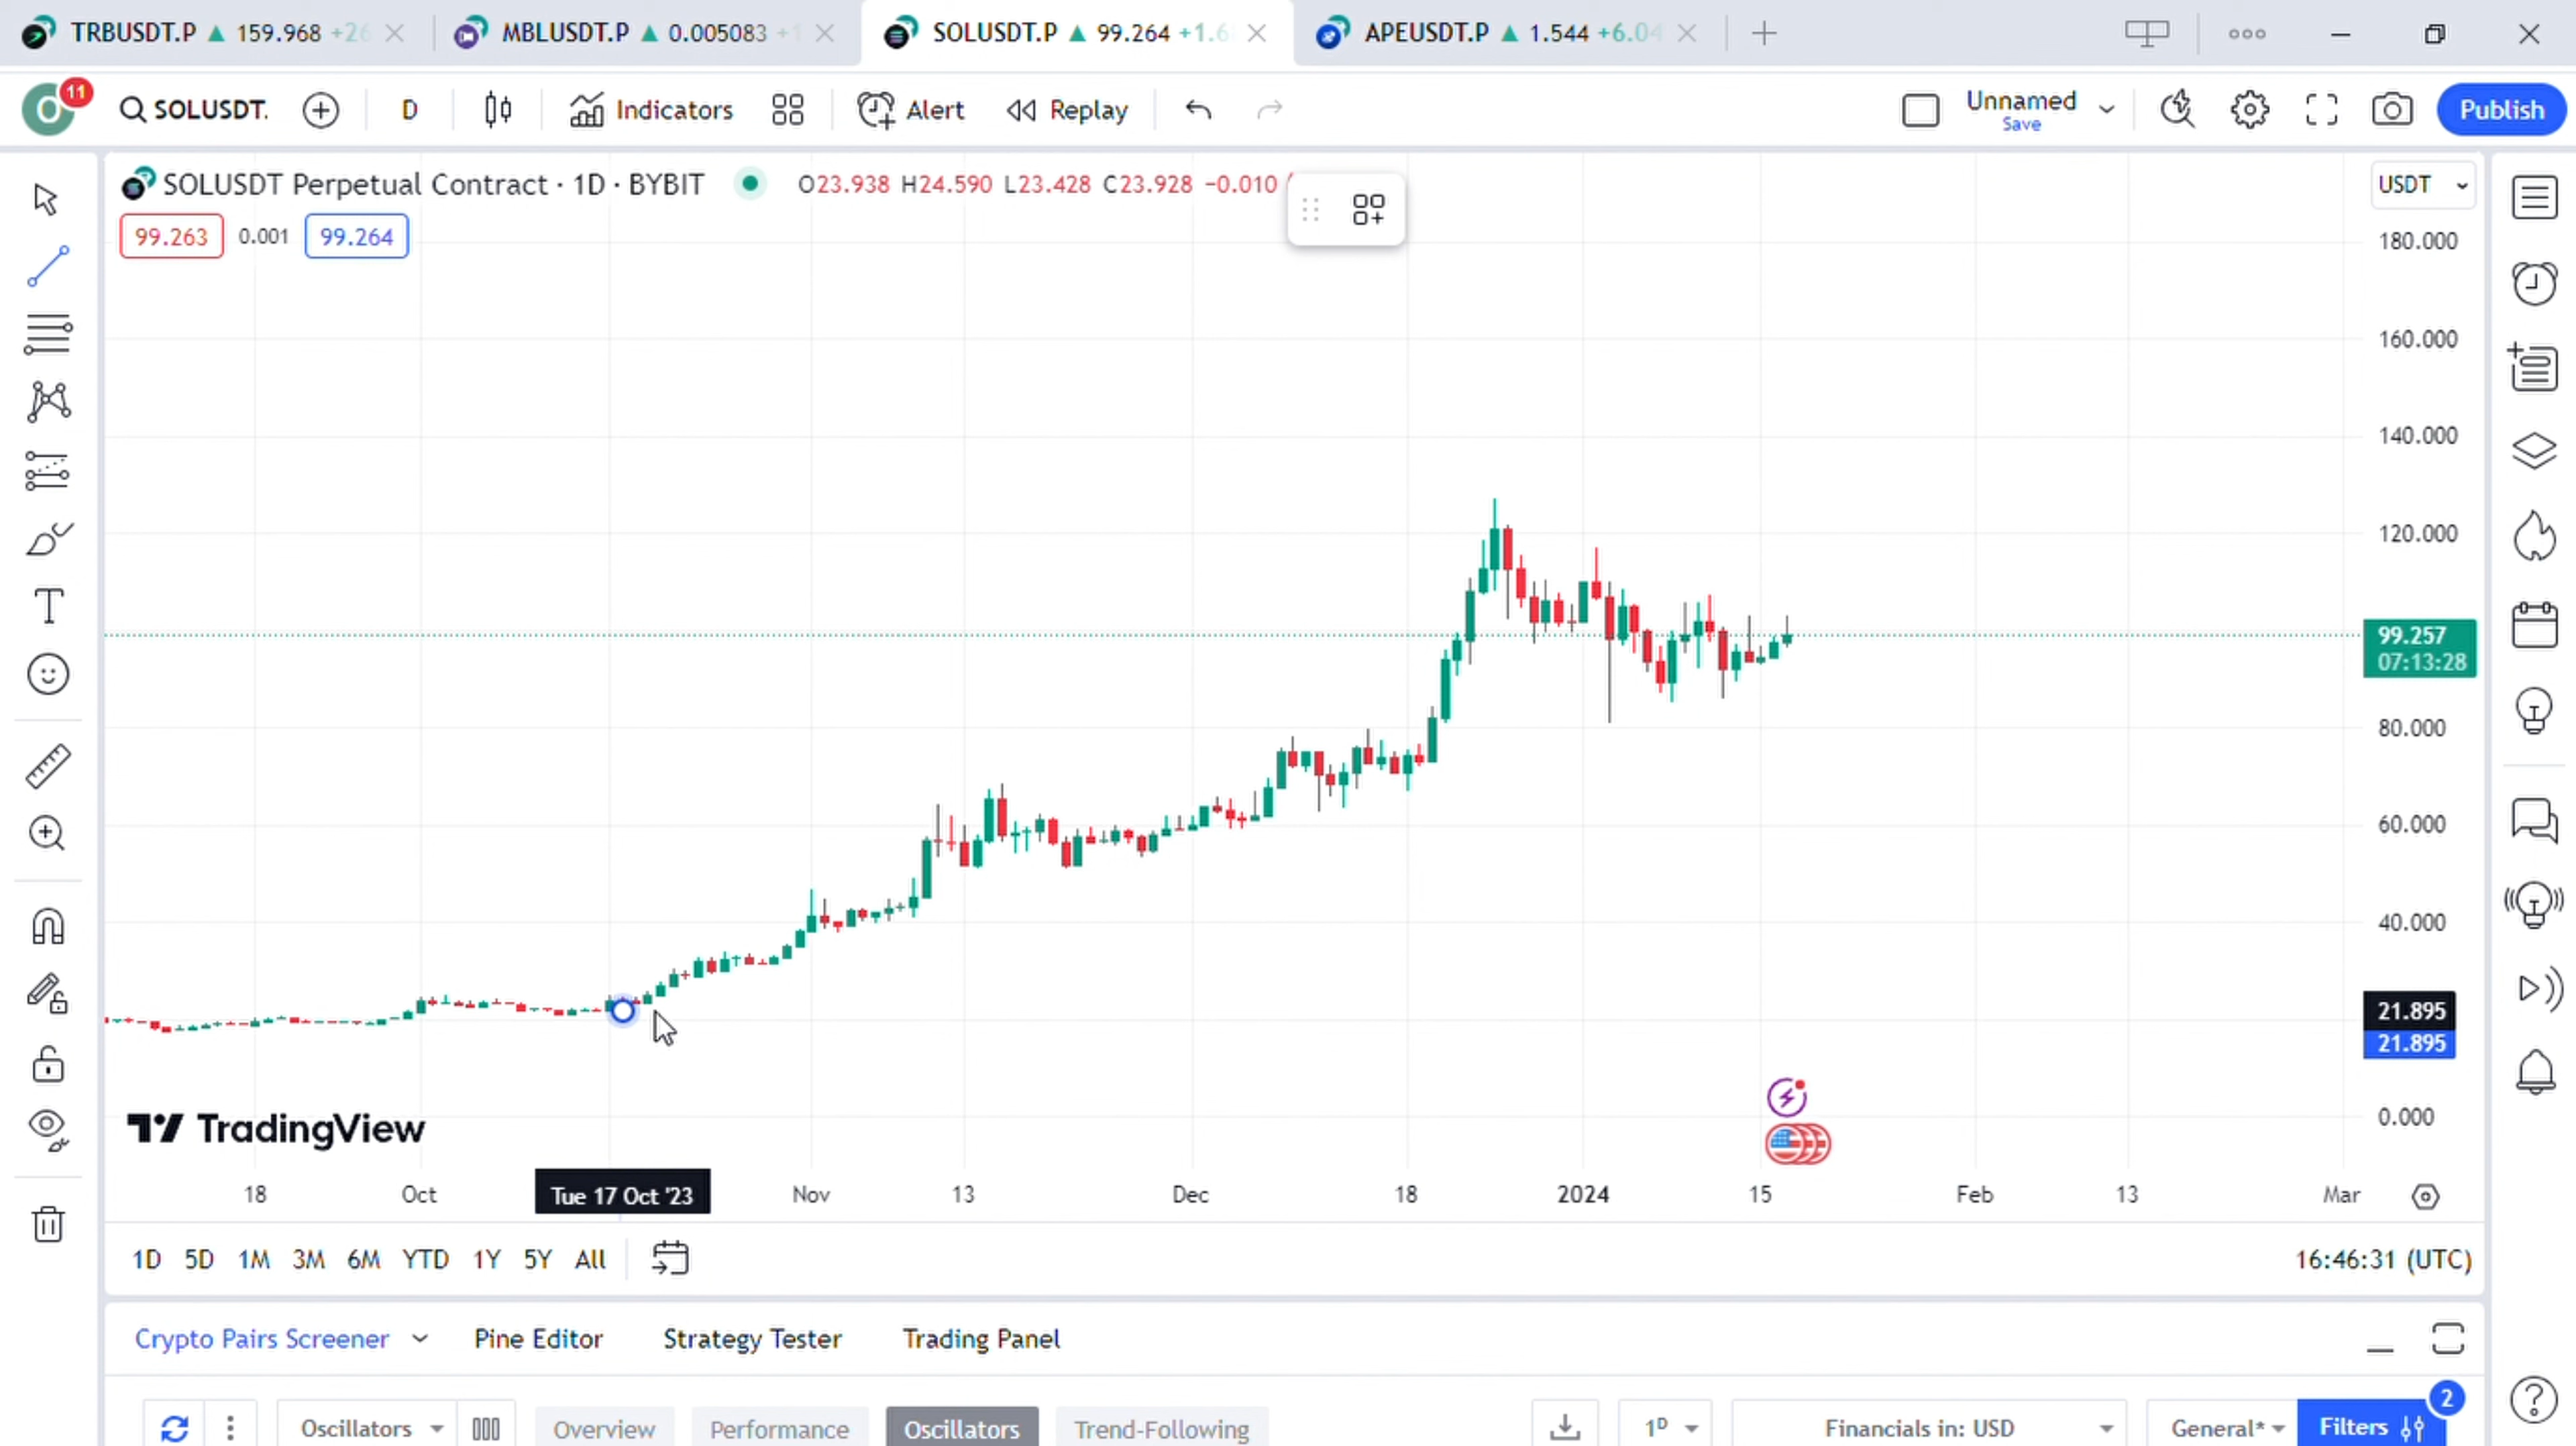 TRBUSDT.P ▲ 159.968 +26
MBLUSDT.P ▲ 0.005083 +1
SOLUSDT.P ▲ 99.264 +1.6
APEUSDT.P ▲ 1.544 +6.04
O 11 SOLUSDT. D Indicators Alert Replay Unnamed Save Publish
SOLUSDT Perpetual Contract · 1D · BYBIT O23.938 H24.590 L23.428 C23.928 −0.010
USDT
99.263 0.001 99.264
180.000
160.000
140.000
120.000
99.257
07:13:28
80.000
60.000
40.000
21.895
21.895
0.000
TradingView
18 Oct Tue 17 Oct '23 Nov 13 Dec 18 2024 15 Feb 13 Mar
1D 5D 1M 3M 6M YTD 1Y 5Y All 16:46:31 (UTC)
Crypto Pairs Screener Pine Editor Strategy Tester Trading Panel
Oscillators Overview Performance Oscillators Trend-Following 1D Financials in: USD General* Filters 2